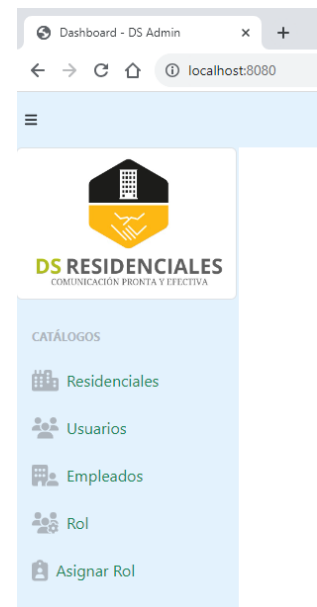 Dashboard - DS Admin
localhost:8080
DS RESIDENCIALES
COMUNICACIÓN PRONTA Y EFECTIVA
CATÁLOGOS
Residenciales
Usuarios
Empleados
Rol
Asignar Rol